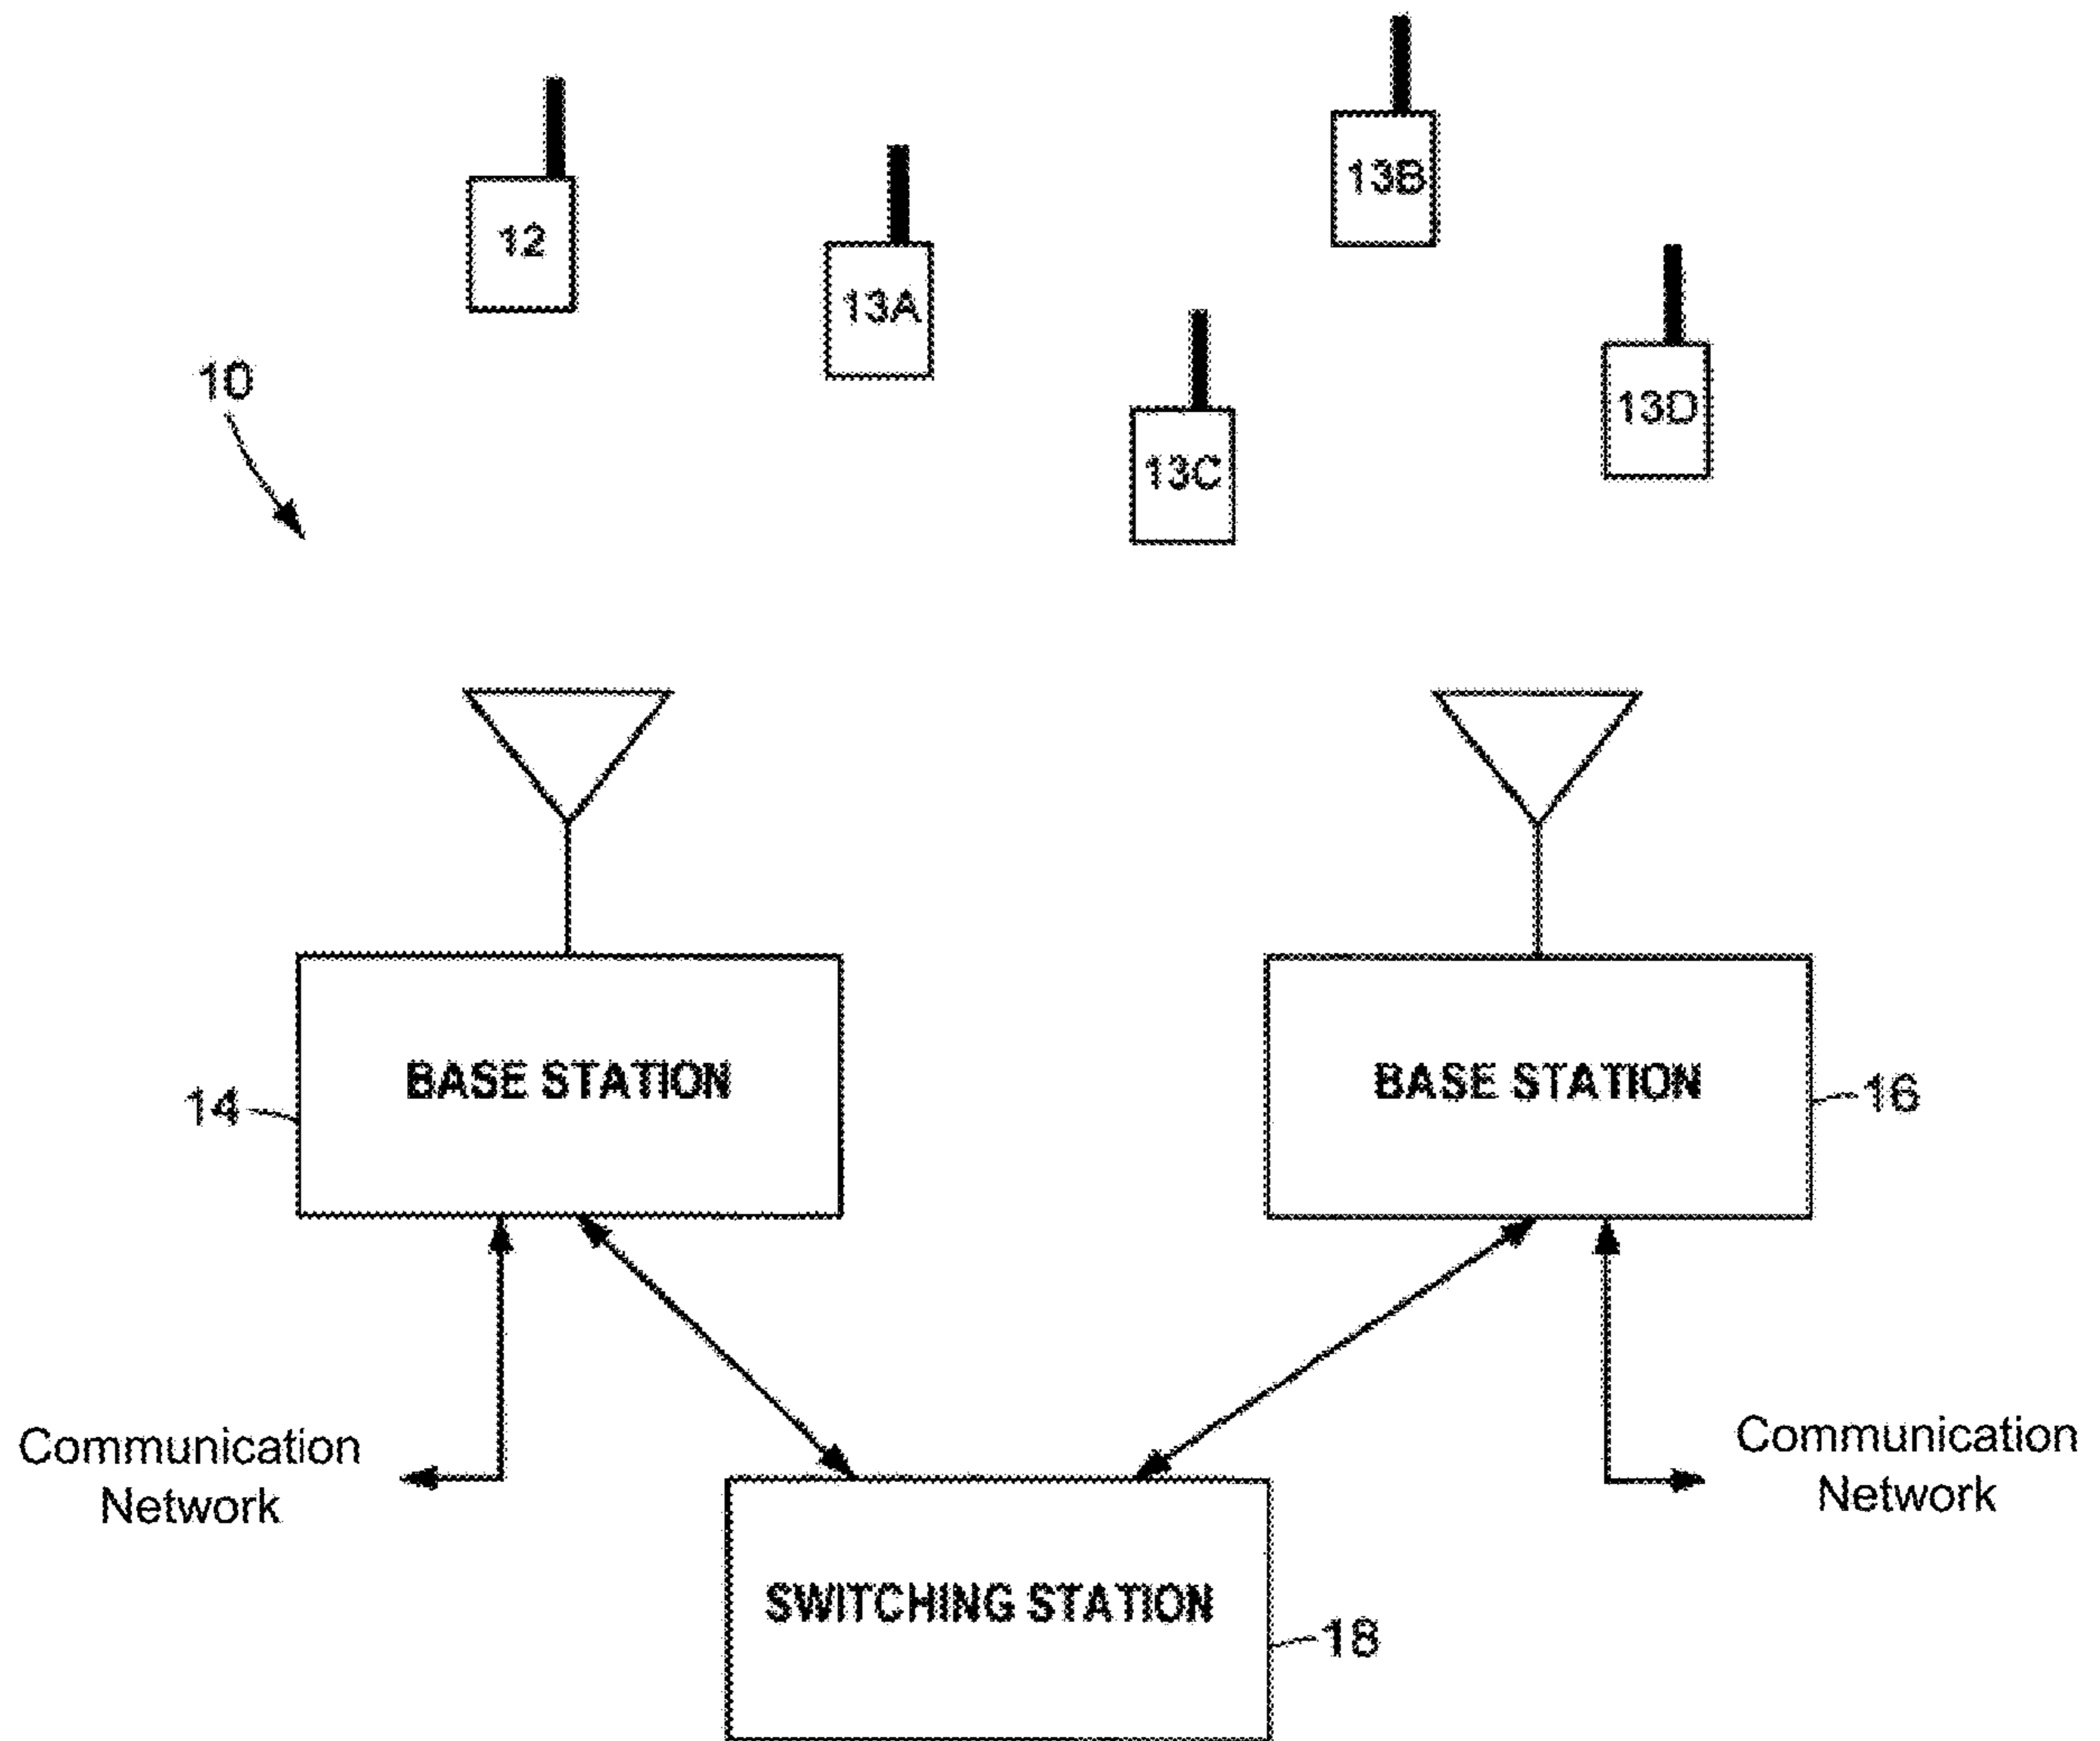 13B
12
13A
10
13D
13C
BASE STATION
BASE STATION
14
16
Communication
Network
Communication
Network
SWITCHING STATION
18